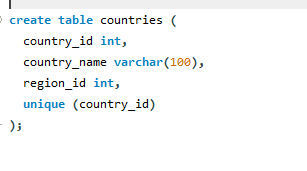 create table countries (
country_id int,
country_name varchar(100),
region_id int,
unique (country_id)
);